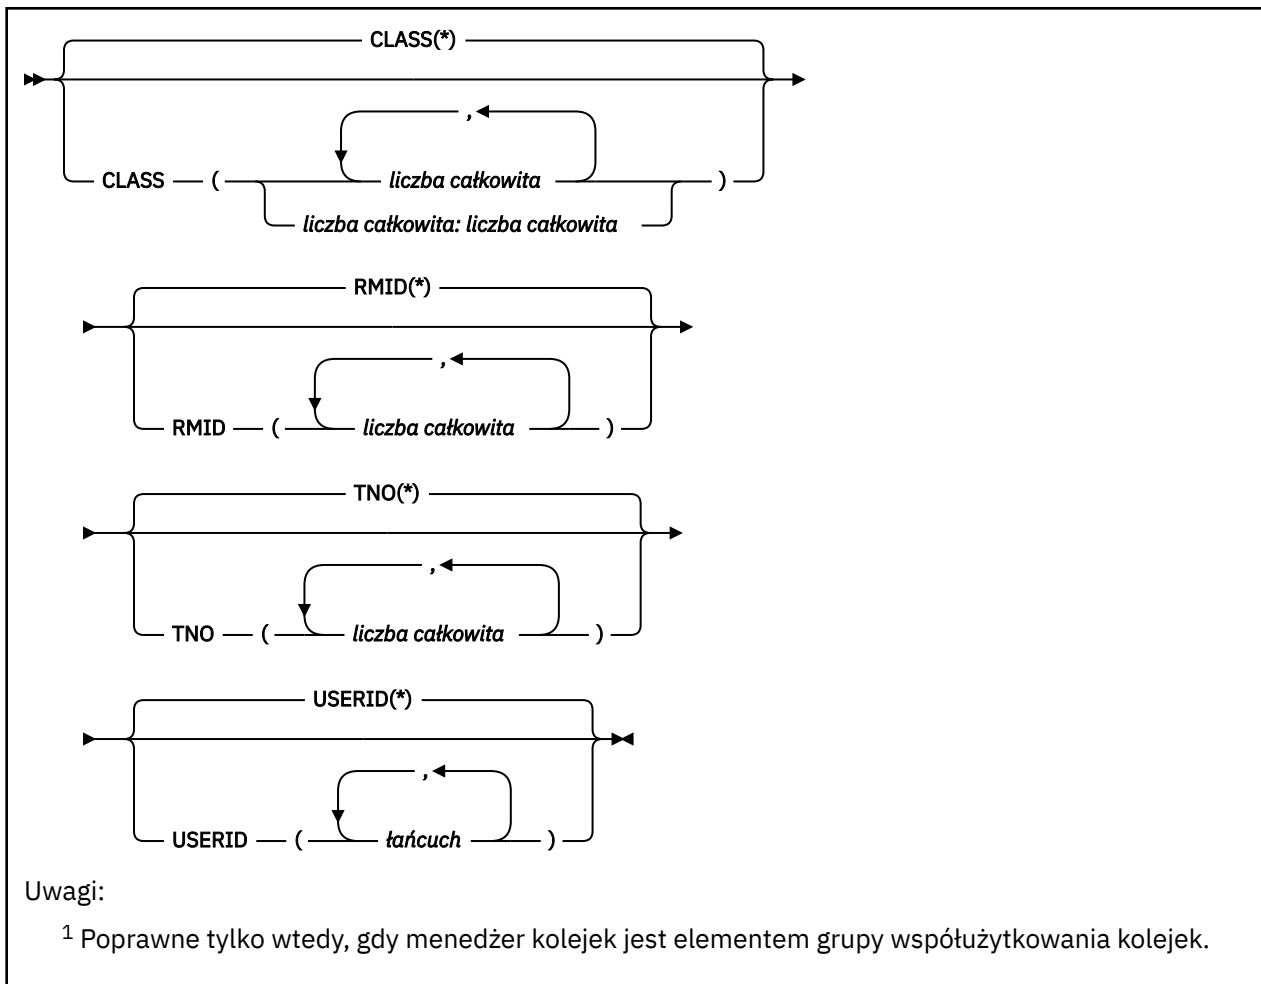 CLASS(*)
,
CLASS ( liczba całkowita )
liczba całkowita: liczba całkowita
RMID(*)
,
RMID ( liczba całkowita )
TNO(*)
,
TNO ( liczba całkowita )
USERID(*)
,
USERID ( łańcuch )
Uwagi:
1 Poprawne tylko wtedy, gdy menedżer kolejek jest elementem grupy współużytkowania kolejek.